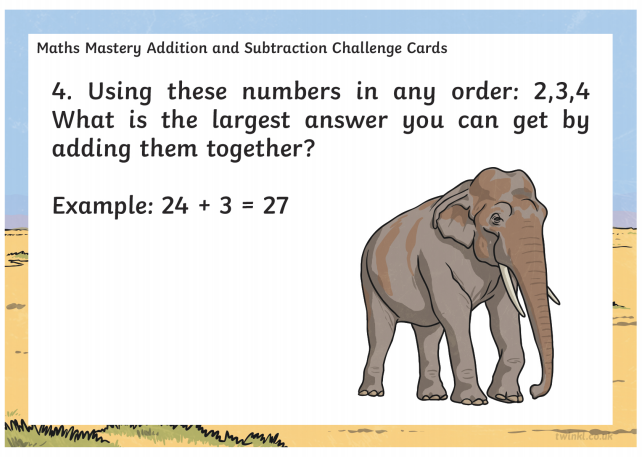 Maths Mastery Addition and Subtraction Challenge Cards
4. Using these numbers in any order: 2,3,4
What is the largest answer you can get by
adding them together?
Example: 24 + 3 = 27
twinkl.co.uk